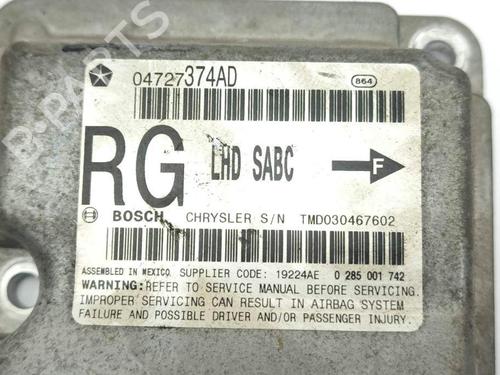 04727374AD 864
RG LHD SABC F
BOSCH CHRYSLER S/N TMD030467602
ASSEMBLED IN MEXICO. SUPPLIER CODE: 19224AE 0 285 001 742
WARNING: REFER TO SERVICE MANUAL BEFORE SERVICING.
IMPROPER SERVICING CAN RESULT IN AIRBAG SYSTEM
FAILURE AND POSSIBLE DRIVER AND/OR PASSENGER INJURY.